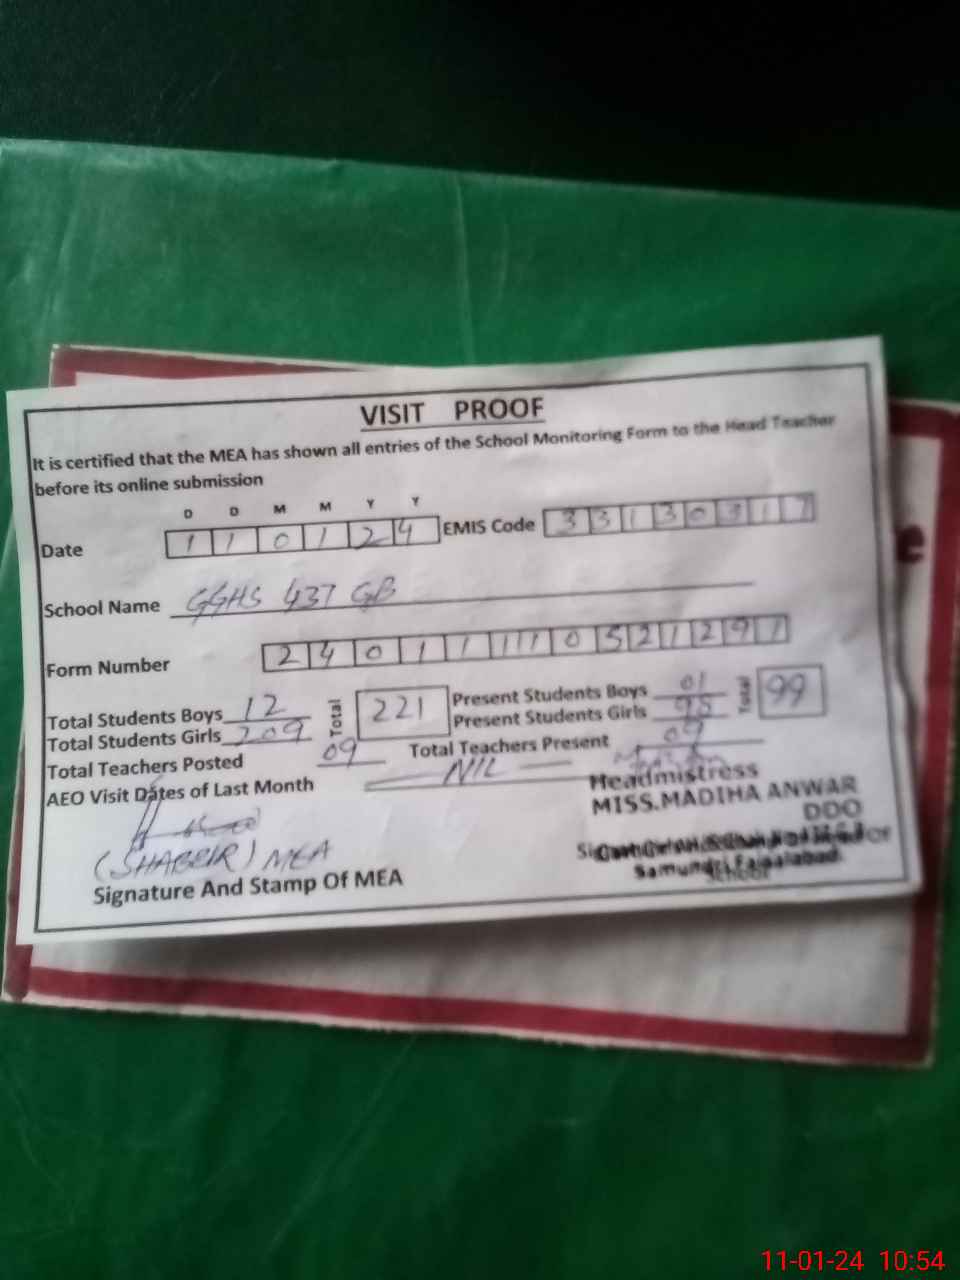 VISIT PROOF
It is certified that the MEA has shown all entries of the School Monitoring Form to the Head Teacher
before its online submission
D D M M Y Y
Date 1 1 0 1 2 4 EMIS Code 3 3 1 3 0 3 1 7
School Name GGHS 437 GB
Form Number 2 4 0 1 1 1 1 0 5 2 1 2 9 1
Total Students Boys 12 Total 221 Present Students Boys 01 Total 99
Total Students Girls 209 Present Students Girls 98
Total Teachers Posted 09 Total Teachers Present 09
AEO Visit Dates of Last Month NIL
Headmistress
MISS.MADIHA ANWAR
DDO
Samundri Faisalabad
School
(SHABBIR) MEA
Signature And Stamp Of MEA
e
11-01-24 10:54